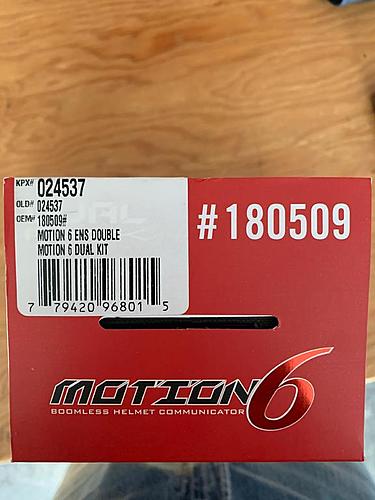 KPX# 024537
OLD# 024537
OEM# 180509#
MOTION 6 ENS DOUBLE
MOTION 6 DUAL KIT
7 79420 96801 5
#180509
MOTION6
BOOMLESS HELMET COMMUNICATOR